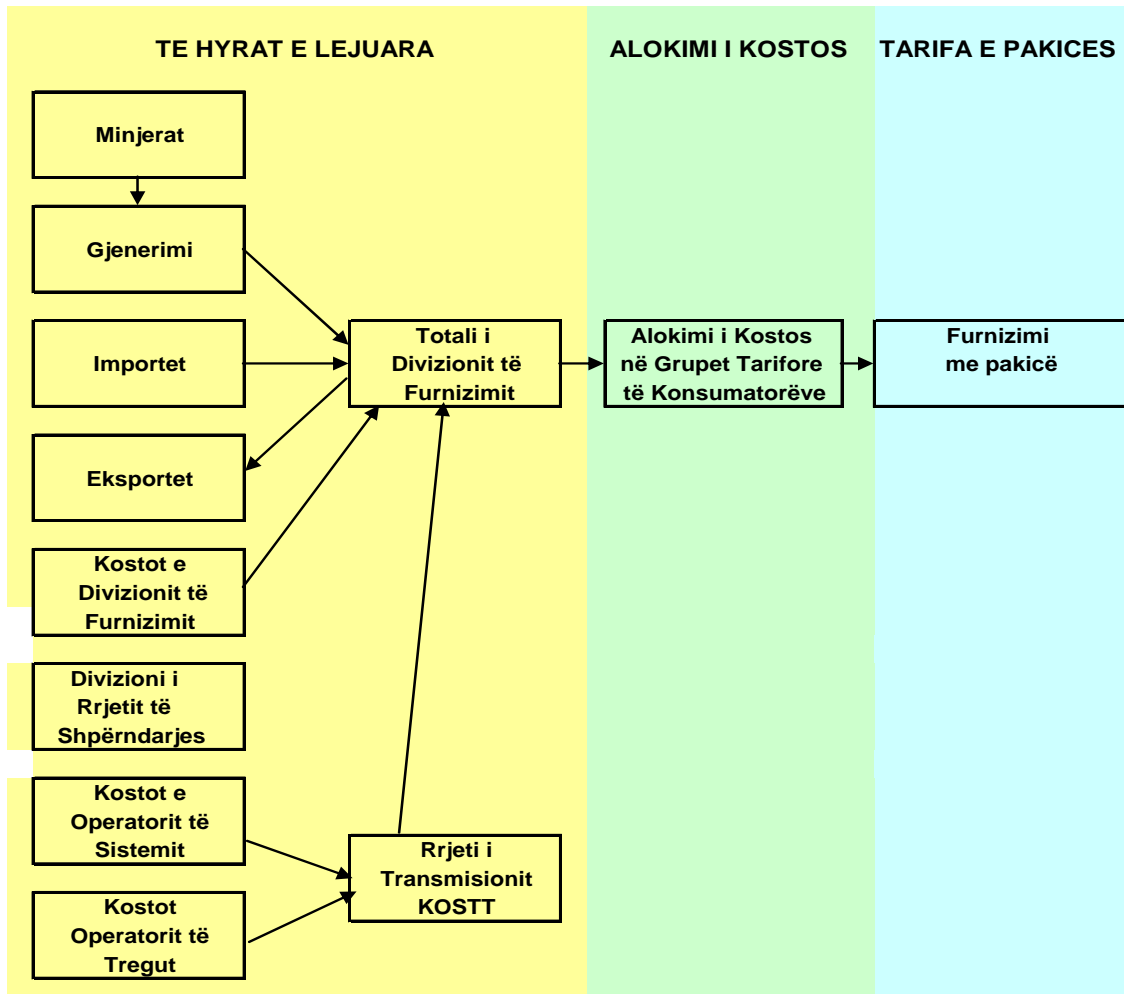 TE HYRAT E LEJUARA
ALOKIMI I KOSTOS
TARIFA E PAKICES
Minjerat
Gjenerimi
Importet
Eksportet
Kostot e
Divizionit të
Furnizimit
Divizioni i
Rrjetit të
Shpërndarjes
Kostot e
Operatorit të
Sistemit
Kostot
Operatorit të
Tregut
Totali i
Divizionit të
Furnizimit
Rrjeti i
Transmisionit
KOSTT
Alokimi i Kostos
në Grupet Tarifore
të Konsumatorëve
Furnizimi
me pakicë